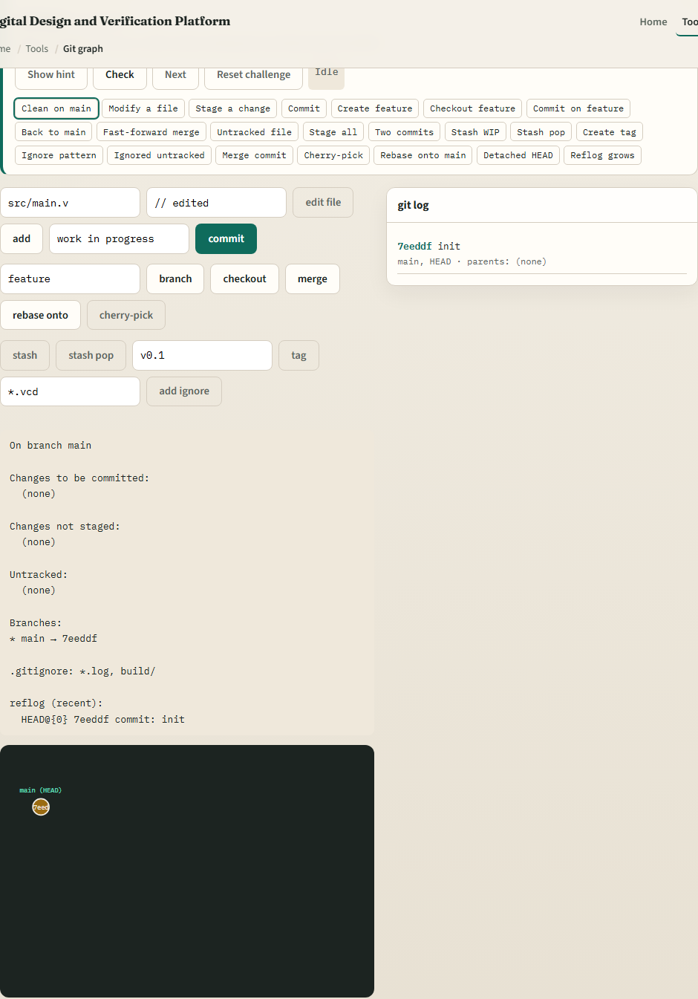 gital Design and Verification Platform
Home Too
me / Tools / Git graph
Show hint Check Next Reset challenge Idle
Clean on main Modify a file Stage a change Commit Create feature Checkout feature Commit on feature
Back to main Fast-forward merge Untracked file Stage all Two commits Stash WIP Stash pop Create tag
Ignore pattern Ignored untracked Merge commit Cherry-pick Rebase onto main Detached HEAD Reflog grows
src/main.v // edited edit file
add work in progress commit
feature branch checkout merge
rebase onto cherry-pick
stash stash pop v0.1 tag
*.vcd add ignore
git log
7eeddf init
main, HEAD · parents: (none)
On branch main
Changes to be committed:
(none)
Changes not staged:
(none)
Untracked:
(none)
Branches:
* main → 7eeddf
.gitignore: *.log, build/
reflog (recent):
HEAD@{0} 7eeddf commit: init
main (HEAD)
7eed